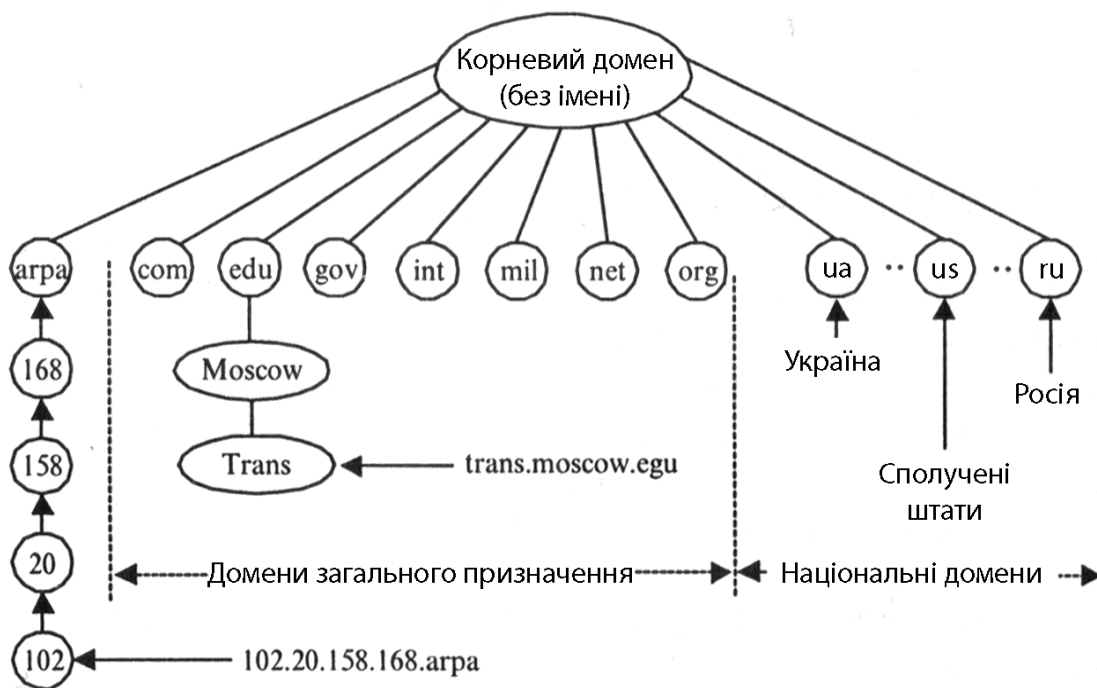 Корневий домен
(без імені)
arpa
com
edu
gov
int
mil
net
org
ua
··
us
··
ru
168
Moscow
Україна
Росія
158
Trans
trans.moscow.egu
Сполучені
штати
20
Домени загального призначення
Національні домени
102
102.20.158.168.arpa